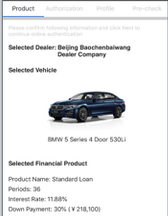 Product Authorization Profile Pre-check
Please confirm following information and click Next to
continue online authentication
Selected Dealer: Beijing Baochenbaiwang
Dealer Company
Selected Vehicle
BMW 5 Series 4 Door 530Li
Selected Financial Product
Product Name: Standard Loan
Periods: 36
Interest Rate: 11.88%
Down Payment: 30% (¥ 218,100)